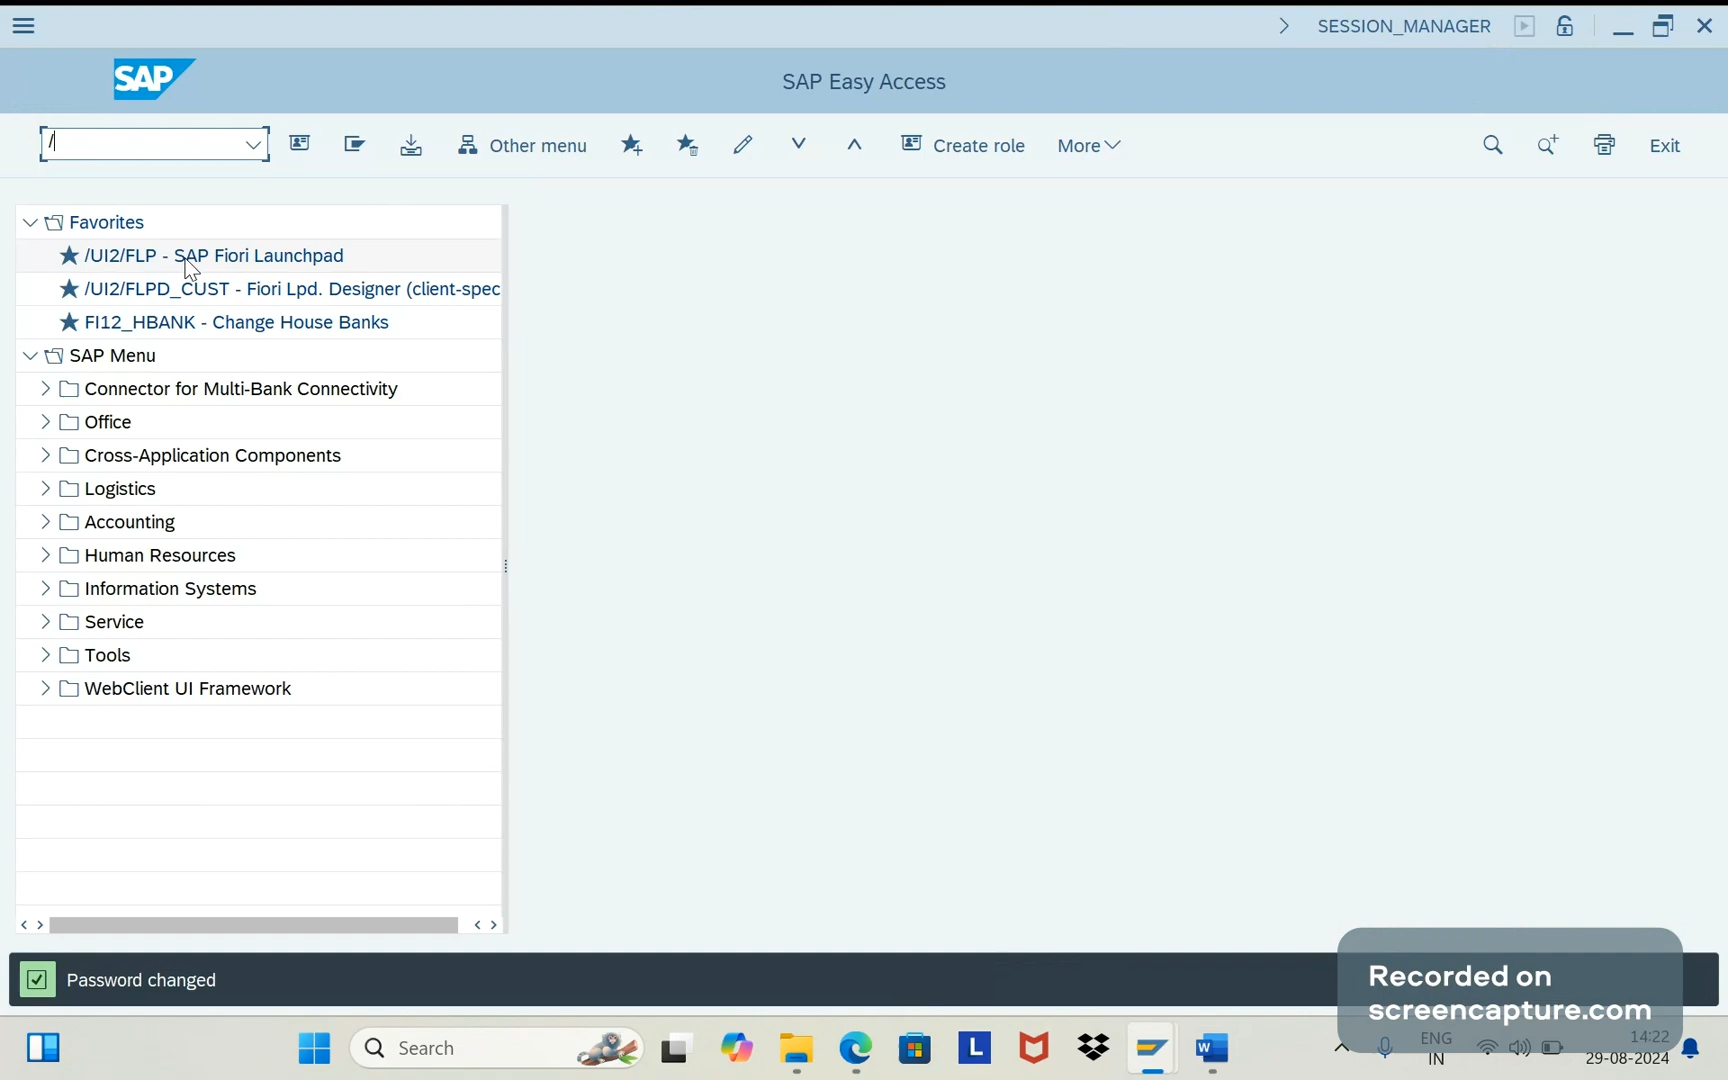 SESSION_MANAGER
SAP
SAP Easy Access
/
Other menu
Create role
More
Exit
Favorites
/UI2/FLP - SAP Fiori Launchpad
/UI2/FLPD_CUST - Fiori Lpd. Designer (client-spec
FI12_HBANK - Change House Banks
SAP Menu
Connector for Multi-Bank Connectivity
Office
Cross-Application Components
Logistics
Accounting
Human Resources
Information Systems
Service
Tools
WebClient UI Framework
Password changed
Recorded on
screencapture.com
Search
L
W
ENG
IN
14:22
29-08-2024